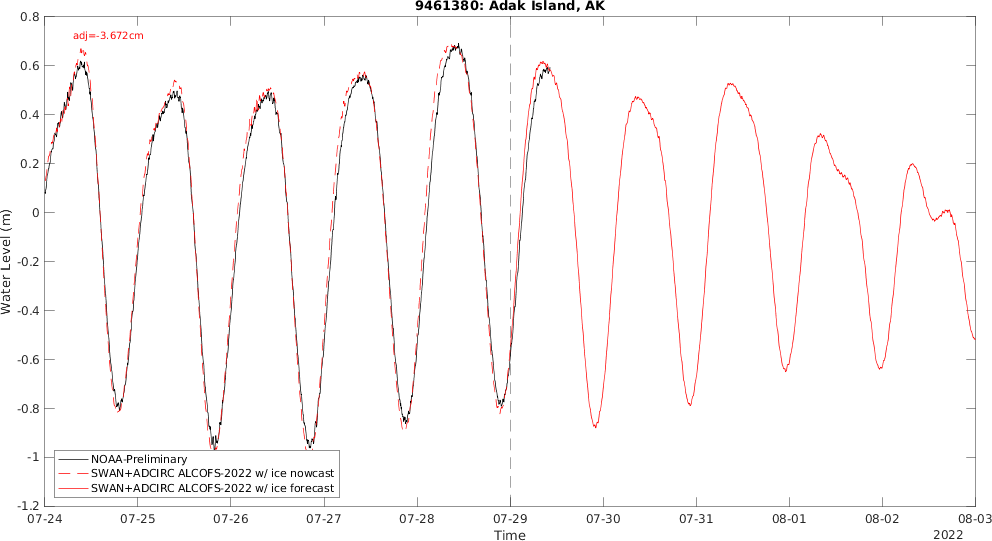 9461380: Adak Island, AK
adj=-3.672cm
0.8
0.6
0.4
0.2
0
-0.2
-0.4
-0.6
-0.8
-1
-1.2
Water Level (m)
NOAA-Preliminary
SWAN+ADCIRC ALCOFS-2022 w/ ice nowcast
SWAN+ADCIRC ALCOFS-2022 w/ ice forecast
07-24 07-25 07-26 07-27 07-28 07-29 07-30 07-31 08-01 08-02 08-03
Time
2022